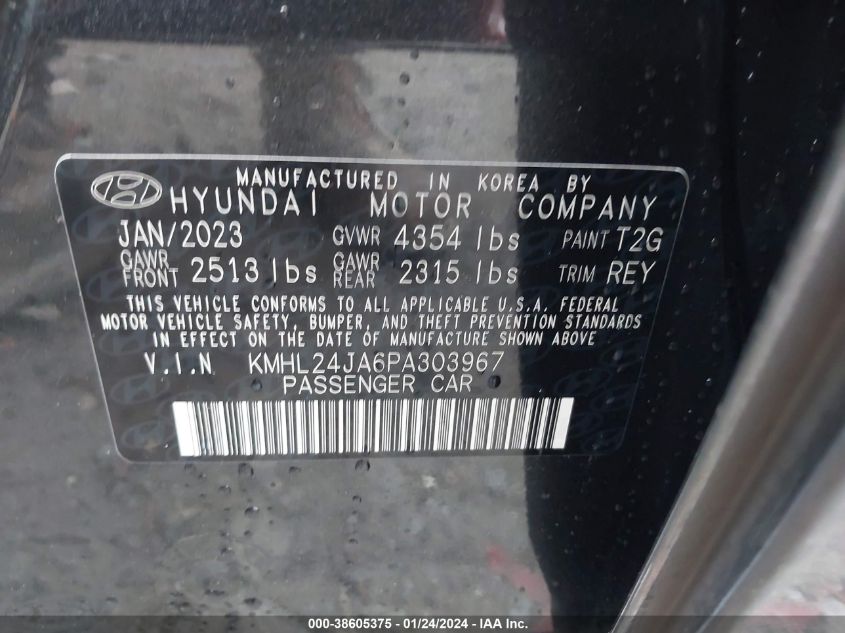 MANUFACTURED IN KOREA BY
HYUNDAI MOTOR COMPANY
JAN/2023 GVWR 4354 lbs PAINT T2G
GAWR FRONT 2513 lbs GAWR REAR 2315 lbs TRIM REY
THIS VEHICLE CONFORMS TO ALL APPLICABLE U.S.A. FEDERAL
MOTOR VEHICLE SAFETY, BUMPER, AND THEFT PREVENTION STANDARDS
IN EFFECT ON THE DATE OF MANUFACTURE SHOWN ABOVE
V.I.N KMHL24JA6PA303967
PASSENGER CAR
000-38605375 - 01/24/2024 - IAA Inc.